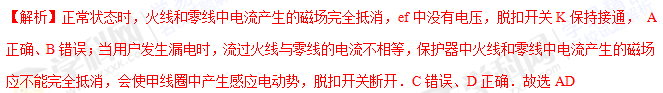 【解析】正常状态时，火线和零线中电流产生的磁场完全抵消，ef 中没有电压，脱扣开关 K 保持接通， A
正确、B 错误；当用户发生漏电时，流过火线与零线的电流不相等，保护器中火线和零线中电流产生的磁场
应不能完全抵消，会使甲线圈中产生感应电动势，脱扣开关断开．C 错误、D 正确．故选 AD